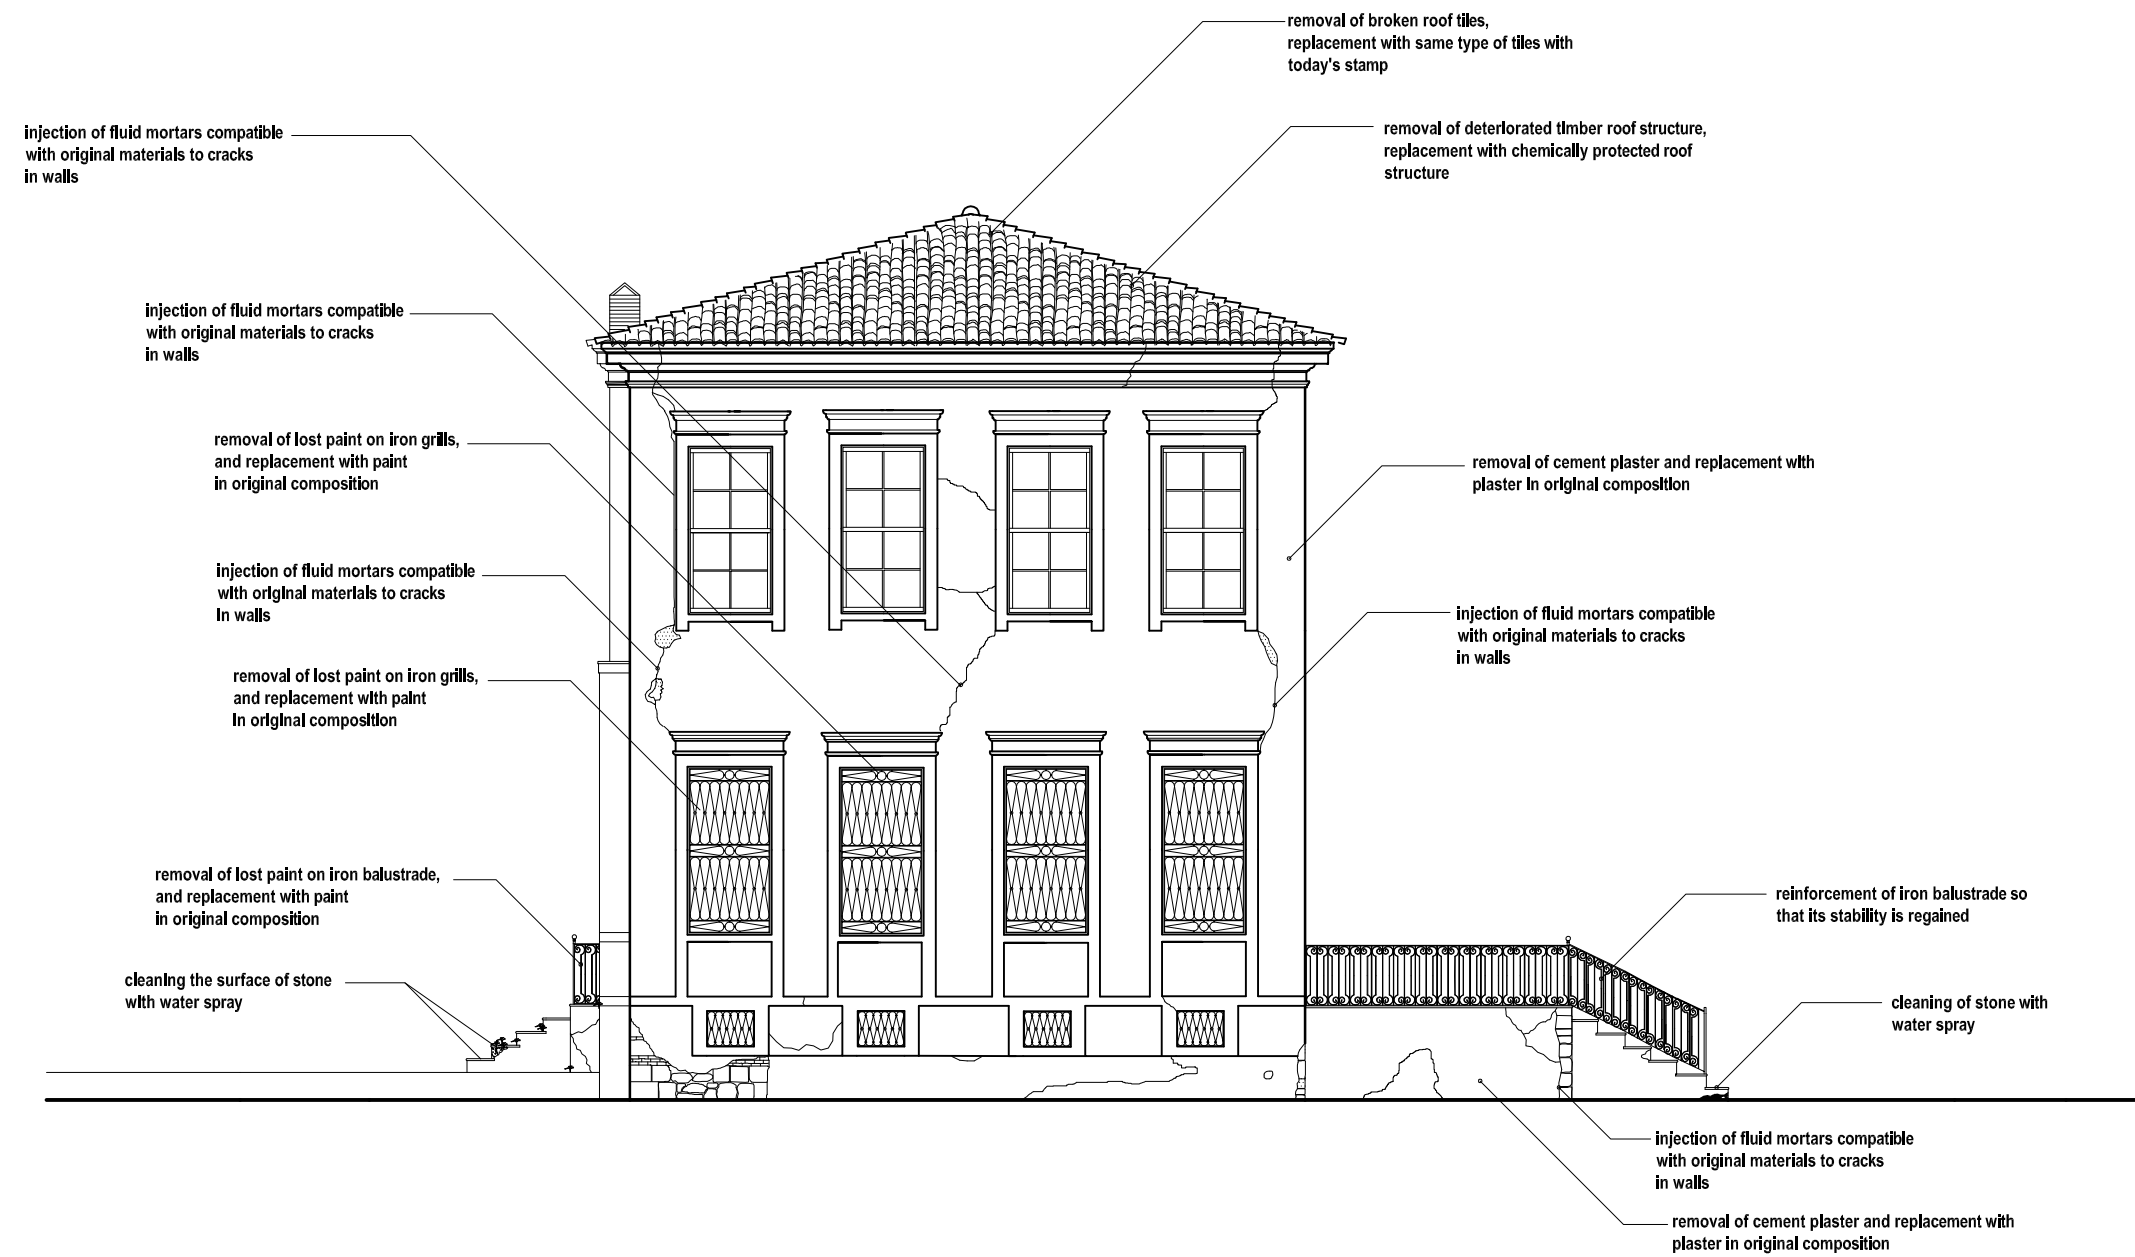 removal of broken roof tiles,
replacement with same type of tiles with
today's stamp
injection of fluid mortars compatible
with original materials to cracks
in walls
removal of deteriorated timber roof structure,
replacement with chemically protected roof
structure
injection of fluid mortars compatible
with original materials to cracks
in walls
removal of lost paint on iron grills,
and replacement with paint
in original composition
removal of cement plaster and replacement with
plaster in original composition
injection of fluid mortars compatible
with original materials to cracks
in walls
injection of fluid mortars compatible
with original materials to cracks
in walls
removal of lost paint on iron grills,
and replacement with paint
in original composition
removal of lost paint on iron balustrade,
and replacement with paint
in original composition
reinforcement of iron balustrade so
that its stability is regained
cleaning the surface of stone
with water spray
cleaning of stone with
water spray
injection of fluid mortars compatible
with original materials to cracks
in walls
removal of cement plaster and replacement with
plaster in original composition